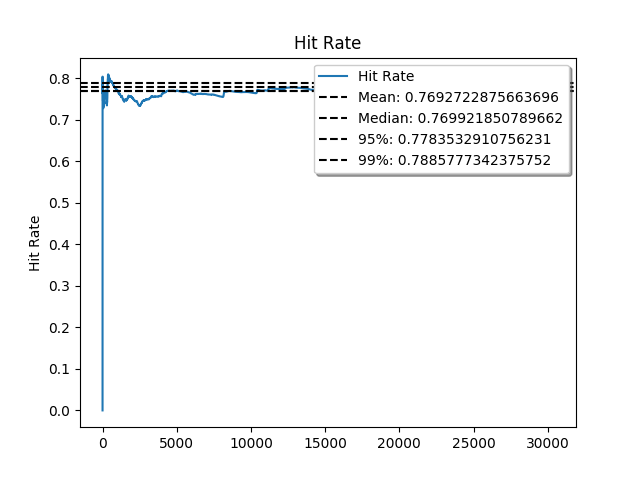 Hit Rate
Hit Rate
Mean: 0.7692722875663696
Median: 0.769921850789662
95%: 0.7783532910756231
99%: 0.7885777342375752
Hit Rate
0.8
0.7
0.6
0.5
0.4
0.3
0.2
0.1
0.0
0 5000 10000 15000 20000 25000 30000